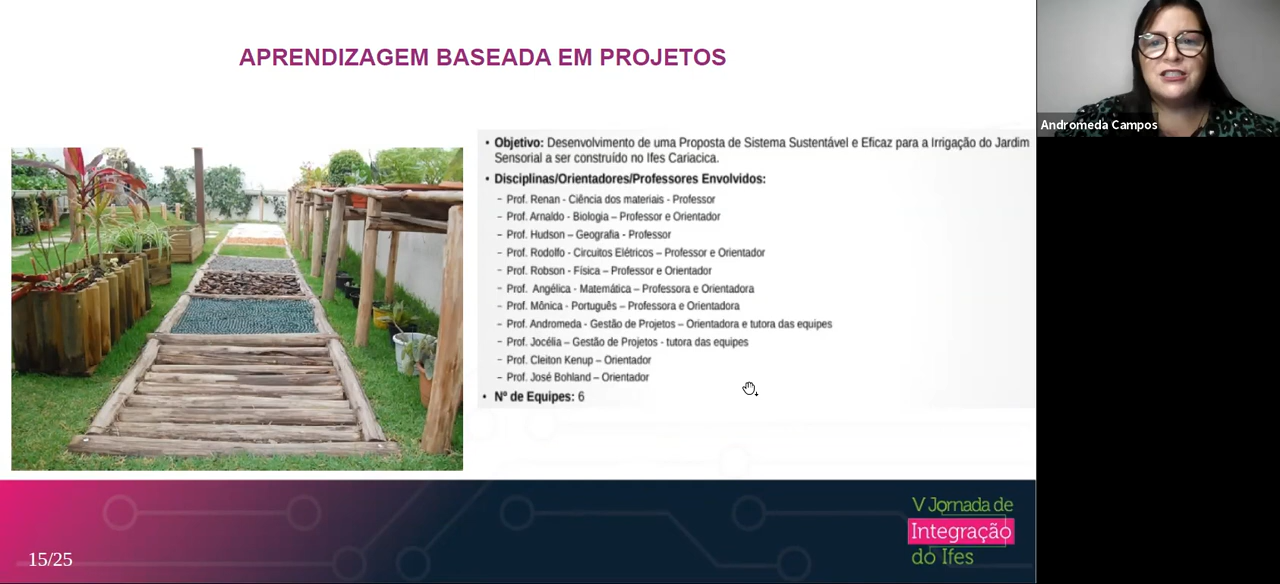 APRENDIZAGEM BASEADA EM PROJETOS
Andromeda Campos
• Objetivo: Desenvolvimento de uma Proposta de Sistema Sustentável e Eficaz para a Irrigação do Jardim
Sensorial a ser construído no Ifes Cariacica.
• Disciplinas/Orientadores/Professores Envolvidos:
– Prof. Renan - Ciência dos materiais - Professor
– Prof. Arnaldo - Biologia – Professor e Orientador
– Prof. Hudson – Geografia - Professor
– Prof. Rodolfo - Circuitos Elétricos – Professor e Orientador
– Prof. Robson - Física – Professor e Orientador
– Prof. Angélica - Matemática – Professora e Orientadora
– Prof. Mônica - Português – Professora e Orientadora
– Prof. Andromeda - Gestão de Projetos – Orientadora e tutora das equipes
– Prof. Jocélia – Gestão de Projetos - tutora das equipes
– Prof. Cleiton Kenup – Orientador
– Prof. José Bohland – Orientador
• Nº de Equipes: 6
V Jornada de
Integração
do Ifes
15/25